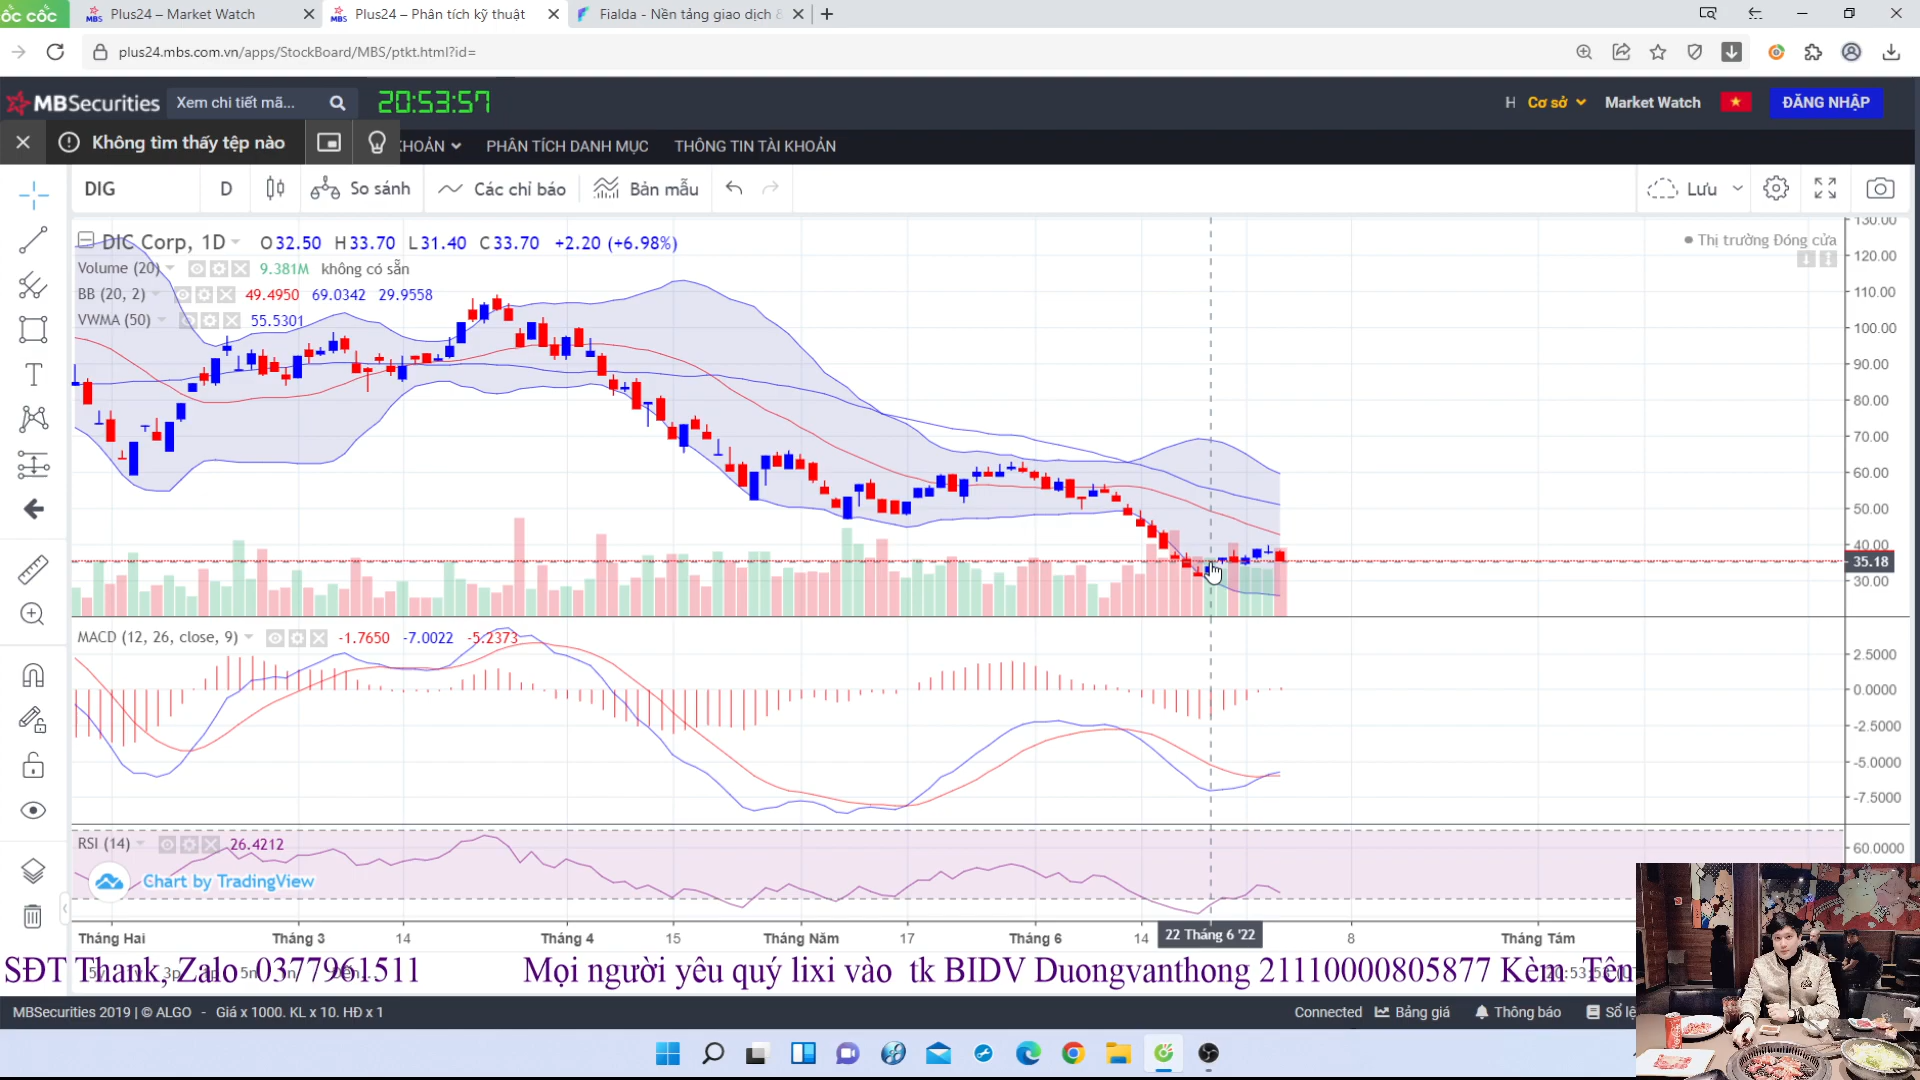 ốc cốc
Plus24 – Market Watch
Plus24 – Phân tích kỹ thuật
Fialda - Nền tảng giao dịch
plus24.mbs.com.vn/apps/StockBoard/MBS/ptkt.html?id=
MBSecurities
Xem chi tiết mã...
20:53:57
Cơ sở
Market Watch
ĐĂNG NHẬP
Không tìm thấy tệp nào
KHOẢN
PHÂN TÍCH DANH MỤC
THÔNG TIN TÀI KHOẢN
DIG
D
So sánh
Các chỉ báo
Bản mẫu
Lưu
DIC Corp, 1D
O32.50 H33.70 L31.40 C33.70 +2.20 (+6.98%)
Thị trường Đóng cửa
Volume (20) 9.381M không có sẵn
BB (20, 2) 49.4950 69.0342 29.9558
VWMA (50) 55.5301
130.00
120.00
110.00
100.00
90.00
80.00
70.00
60.00
50.00
40.00
35.18
30.00
MACD (12, 26, close, 9) -1.7650 -7.0022 -5.2373
2.5000
0.0000
-2.5000
-5.0000
-7.5000
RSI (14) 26.4212
60.0000
Chart by TradingView
Tháng Hai
Tháng 3
14
Tháng 4
15
Tháng Năm
17
Tháng 6
14
22 Tháng 6 '22
8
Tháng Tám
SĐT Thank, Zalo 0377961511 Mọi người yêu quý lixi vào tk BIDV Duongvanthong 21110000805877 Kèm Tên
MBSecurities 2019 | © ALGO - Giá x 1000. KL x 10. HĐ x 1
Connected
Bảng giá
Thông báo
Sổ lệ